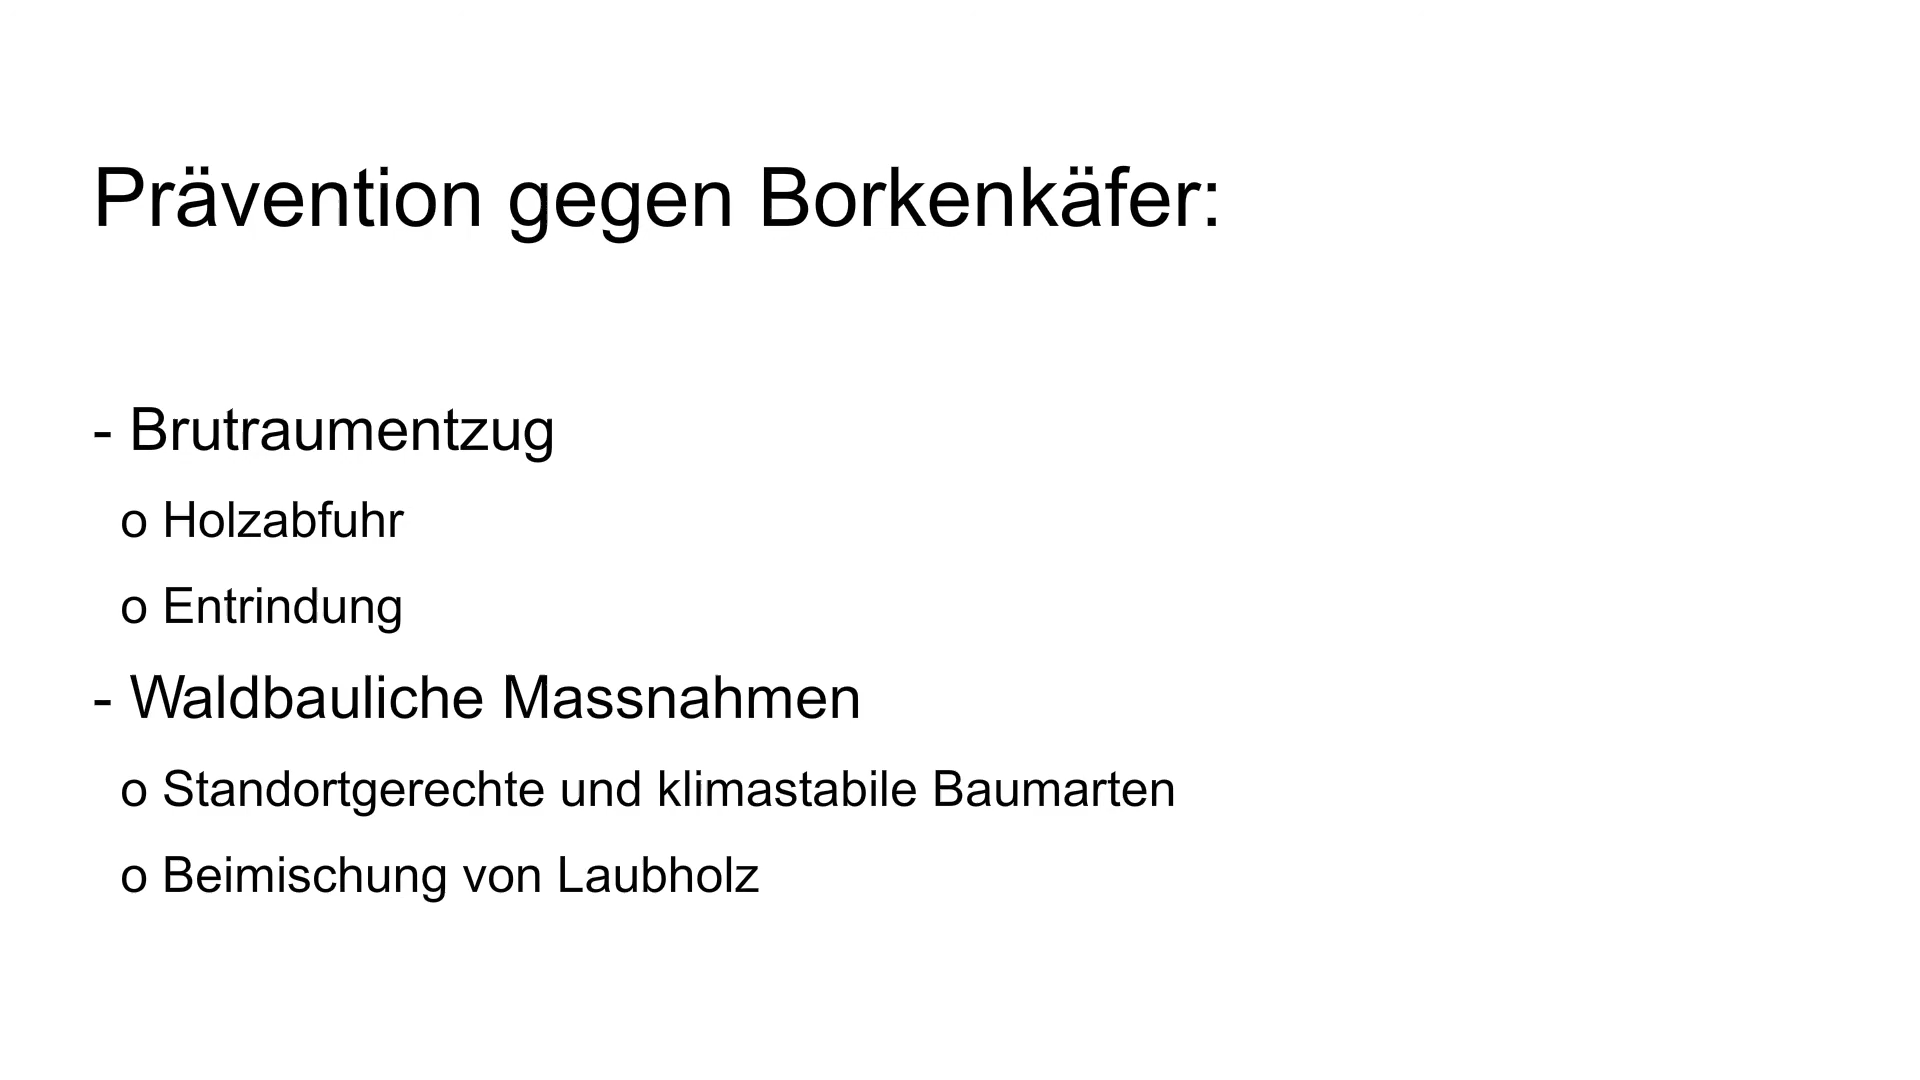 Prävention gegen Borkenkäfer:
- Brutraumentzug
o Holzabfuhr
o Entrindung
- Waldbauliche Massnahmen
o Standortgerechte und klimastabile Baumarten
o Beimischung von Laubholz